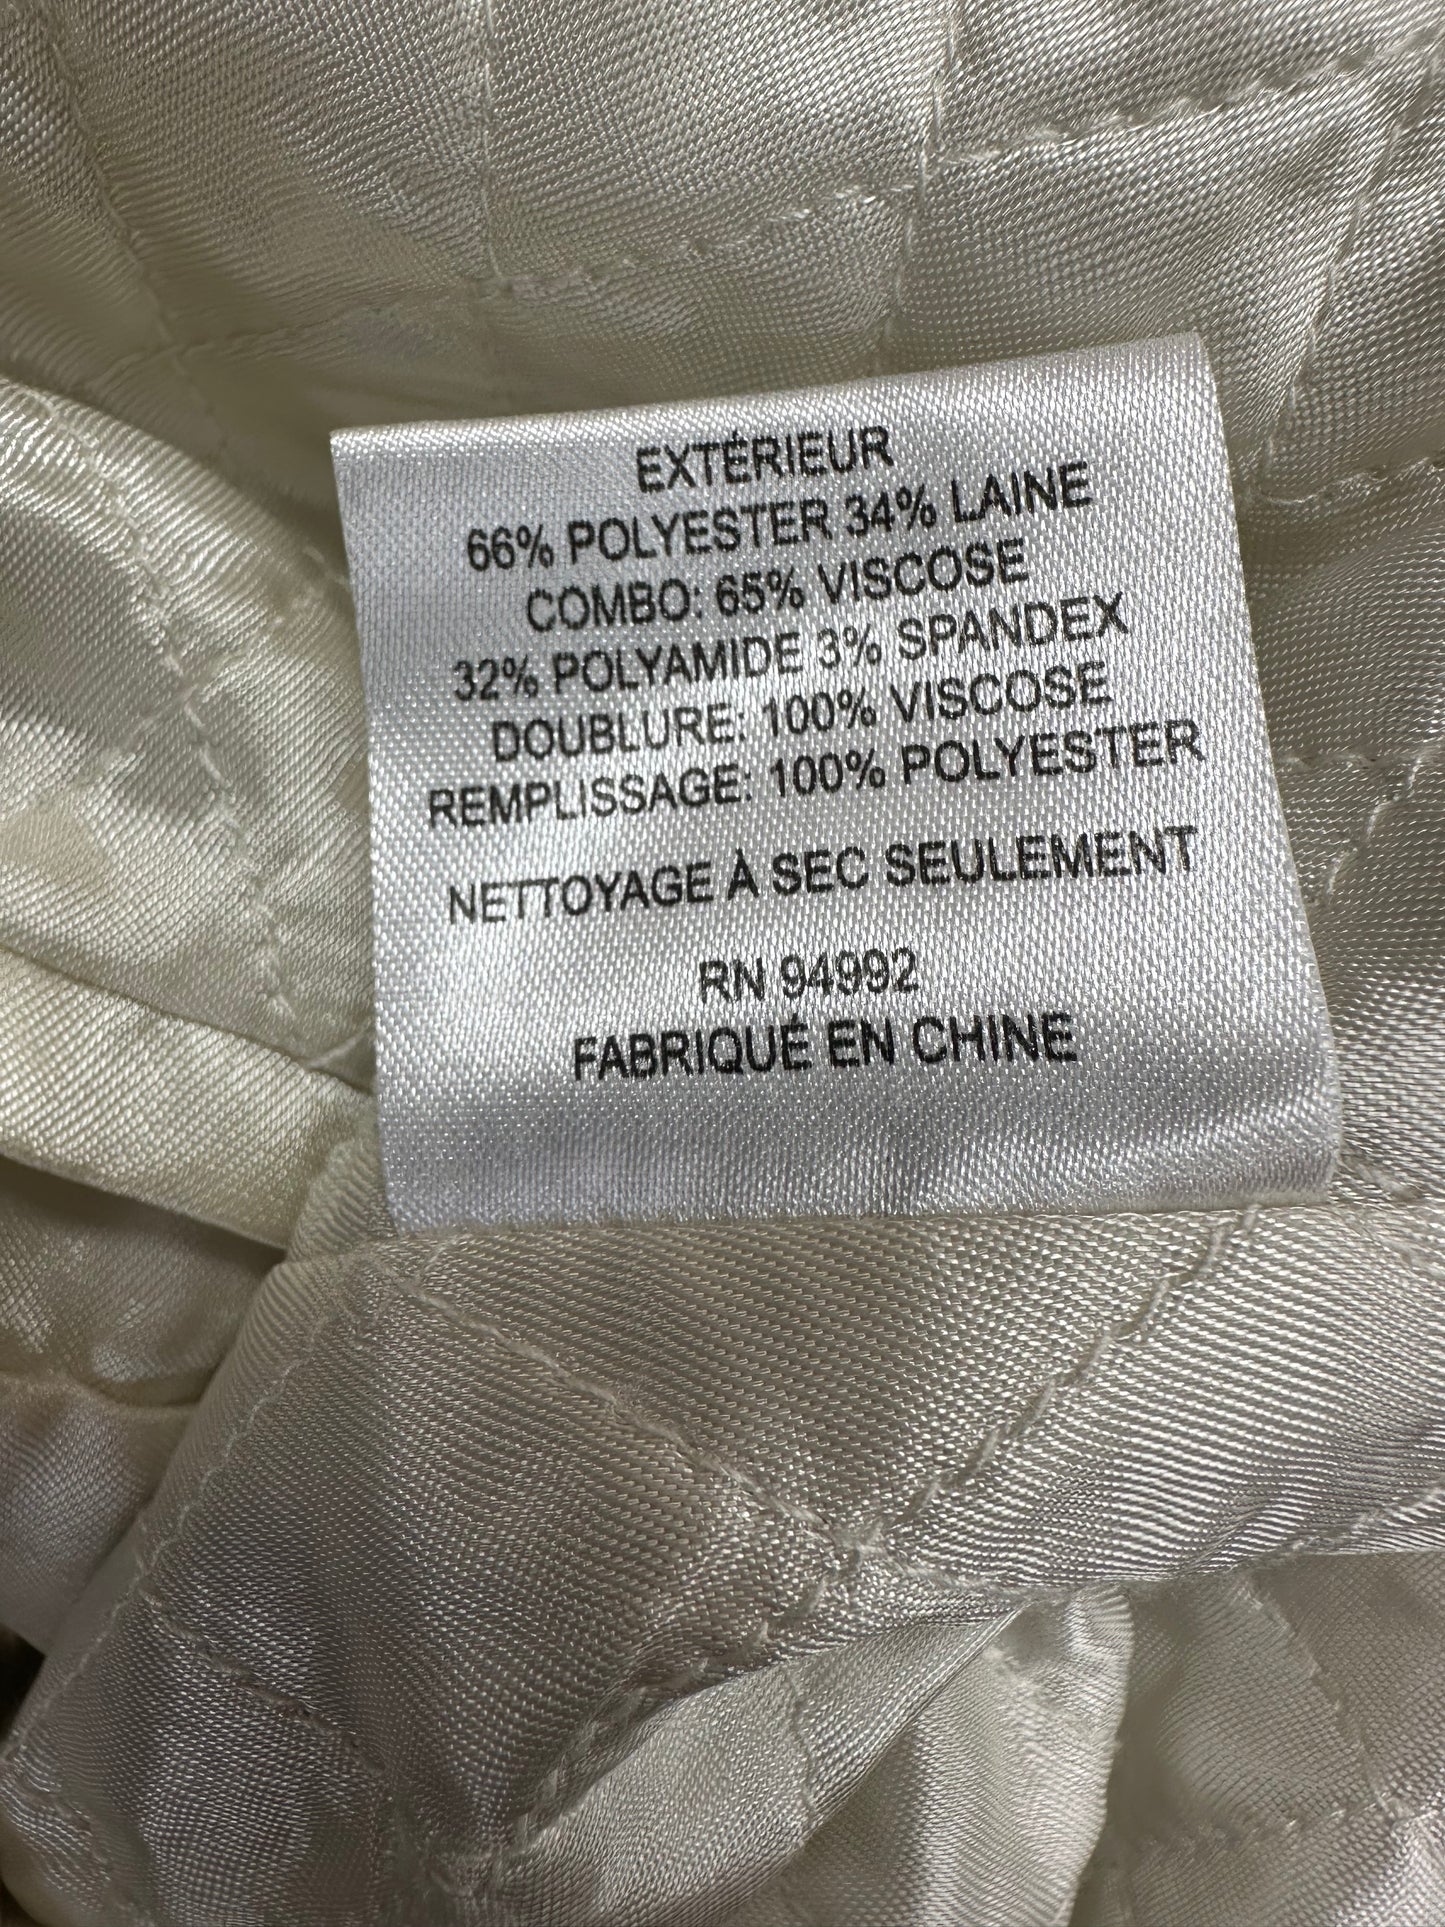 EXTÉRIEUR
66% POLYESTER 34% LAINE
COMBO: 65% VISCOSE
32% POLYAMIDE 3% SPANDEX
DOUBLURE: 100% VISCOSE
REMPLISSAGE: 100% POLYESTER
NETTOYAGE À SEC SEULEMENT
RN 94992
FABRIQUÉ EN CHINE